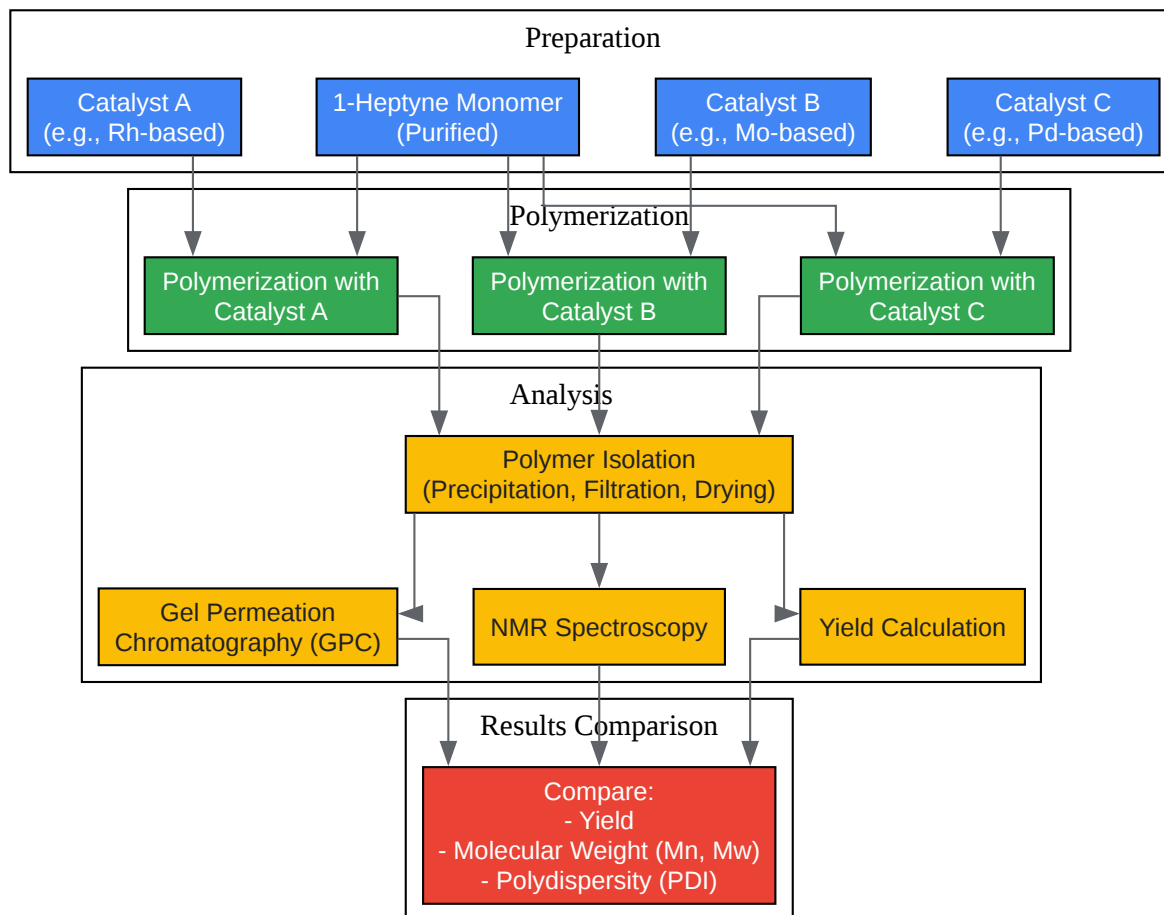 Preparation
Catalyst A
(e.g., Rh-based)
1-Heptyne Monomer
(Purified)
Catalyst B
(e.g., Mo-based)
Catalyst C
(e.g., Pd-based)
Polymerization
Polymerization with
Catalyst A
Polymerization with
Catalyst B
Polymerization with
Catalyst C
Analysis
Polymer Isolation
(Precipitation, Filtration, Drying)
Gel Permeation
Chromatography (GPC)
NMR Spectroscopy
Yield Calculation
Results Comparison
Compare:
- Yield
- Molecular Weight (Mn, Mw)
- Polydispersity (PDI)